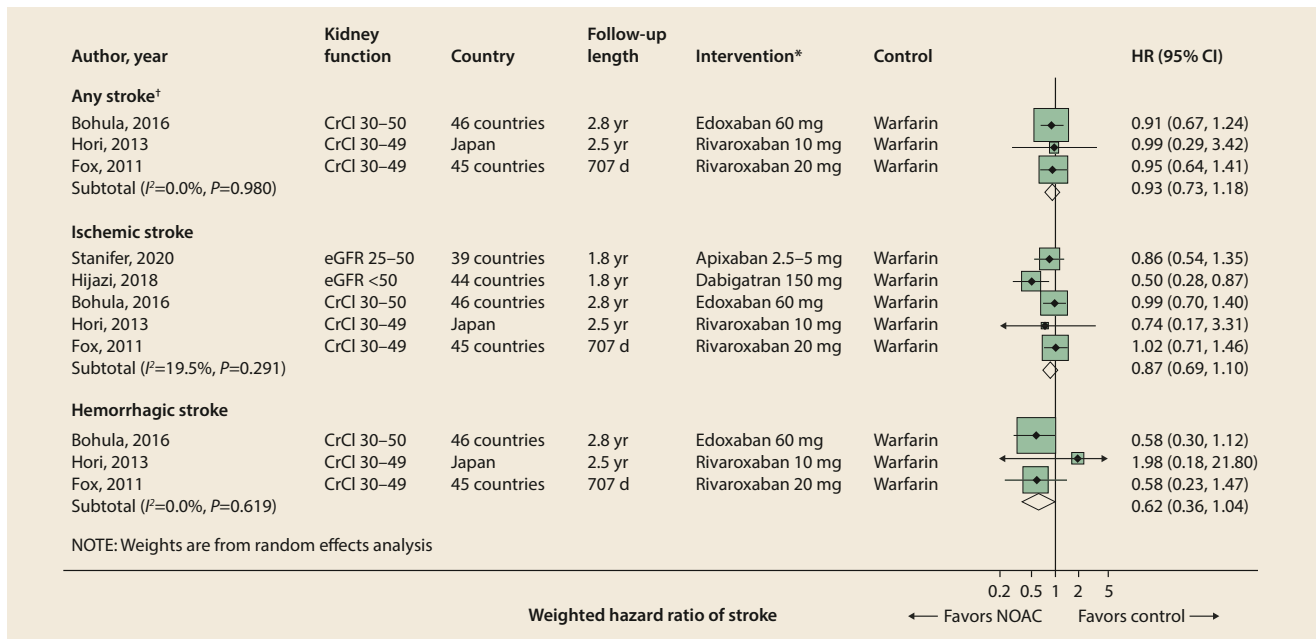 Author, year Kidney function Country Follow-up length Intervention* Control HR (95% CI)
Any stroke†
Bohula, 2016 CrCl 30–50 46 countries 2.8 yr Edoxaban 60 mg Warfarin 0.91 (0.67, 1.24)
Hori, 2013 CrCl 30–49 Japan 2.5 yr Rivaroxaban 10 mg Warfarin 0.99 (0.29, 3.42)
Fox, 2011 CrCl 30–49 45 countries 707 d Rivaroxaban 20 mg Warfarin 0.95 (0.64, 1.41)
Subtotal (I²=0.0%, P=0.980) 0.93 (0.73, 1.18)
Ischemic stroke
Stanifer, 2020 eGFR 25–50 39 countries 1.8 yr Apixaban 2.5–5 mg Warfarin 0.86 (0.54, 1.35)
Hijazi, 2018 eGFR <50 44 countries 1.8 yr Dabigatran 150 mg Warfarin 0.50 (0.28, 0.87)
Bohula, 2016 CrCl 30–50 46 countries 2.8 yr Edoxaban 60 mg Warfarin 0.99 (0.70, 1.40)
Hori, 2013 CrCl 30–49 Japan 2.5 yr Rivaroxaban 10 mg Warfarin 0.74 (0.17, 3.31)
Fox, 2011 CrCl 30–49 45 countries 707 d Rivaroxaban 20 mg Warfarin 1.02 (0.71, 1.46)
Subtotal (I²=19.5%, P=0.291) 0.87 (0.69, 1.10)
Hemorrhagic stroke
Bohula, 2016 CrCl 30–50 46 countries 2.8 yr Edoxaban 60 mg Warfarin 0.58 (0.30, 1.12)
Hori, 2013 CrCl 30–49 Japan 2.5 yr Rivaroxaban 10 mg Warfarin 1.98 (0.18, 21.80)
Fox, 2011 CrCl 30–49 45 countries 707 d Rivaroxaban 20 mg Warfarin 0.58 (0.23, 1.47)
Subtotal (I²=0.0%, P=0.619) 0.62 (0.36, 1.04)
NOTE: Weights are from random effects analysis
0.2 0.5 1 2 5
Weighted hazard ratio of stroke ← Favors NOAC Favors control →